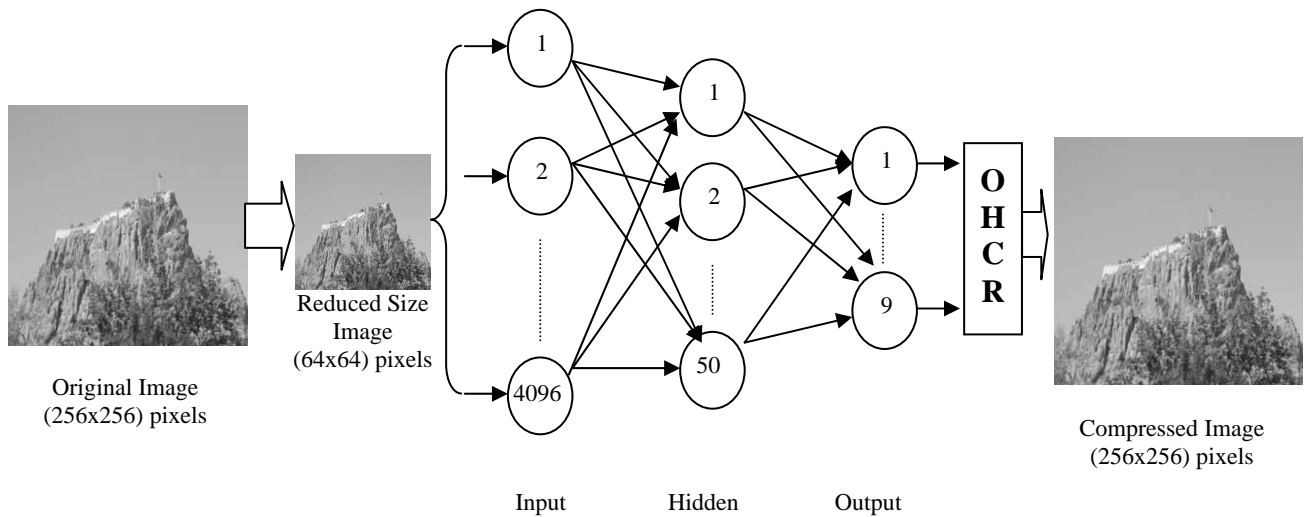 Original Image
(256x256) pixels
Reduced Size
Image
(64x64) pixels
1
2
4096
1
2
50
1
9
O
H
C
R
Compressed Image
(256x256) pixels
Input
Hidden
Output